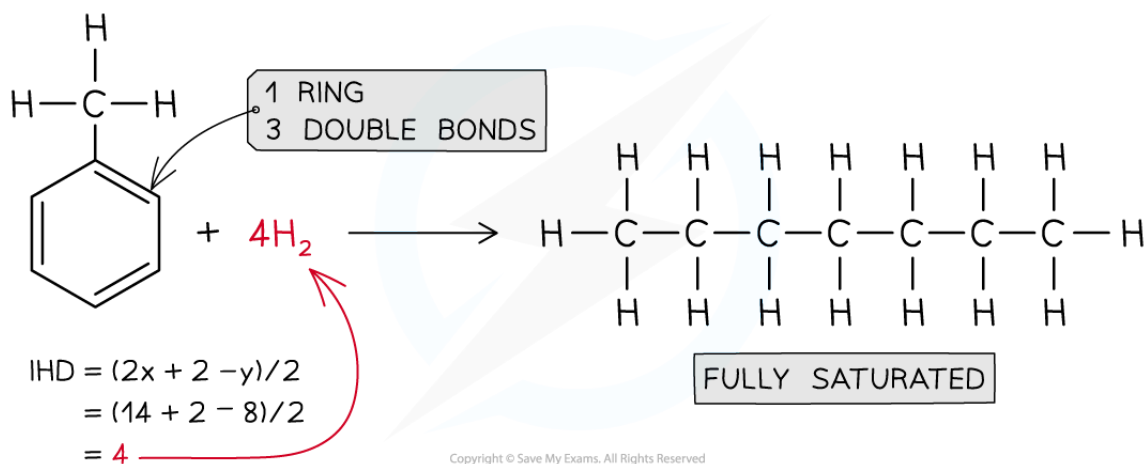 H
H—C—H
1 RING
3 DOUBLE BONDS
+ 4H₂
H H H H H H H
H—C—C—C—C—C—C—C—H
H H H H H H H
IHD = (2x + 2 −y)/2
= (14 + 2 − 8)/2
= 4
FULLY SATURATED
Copyright © Save My Exams. All Rights Reserved